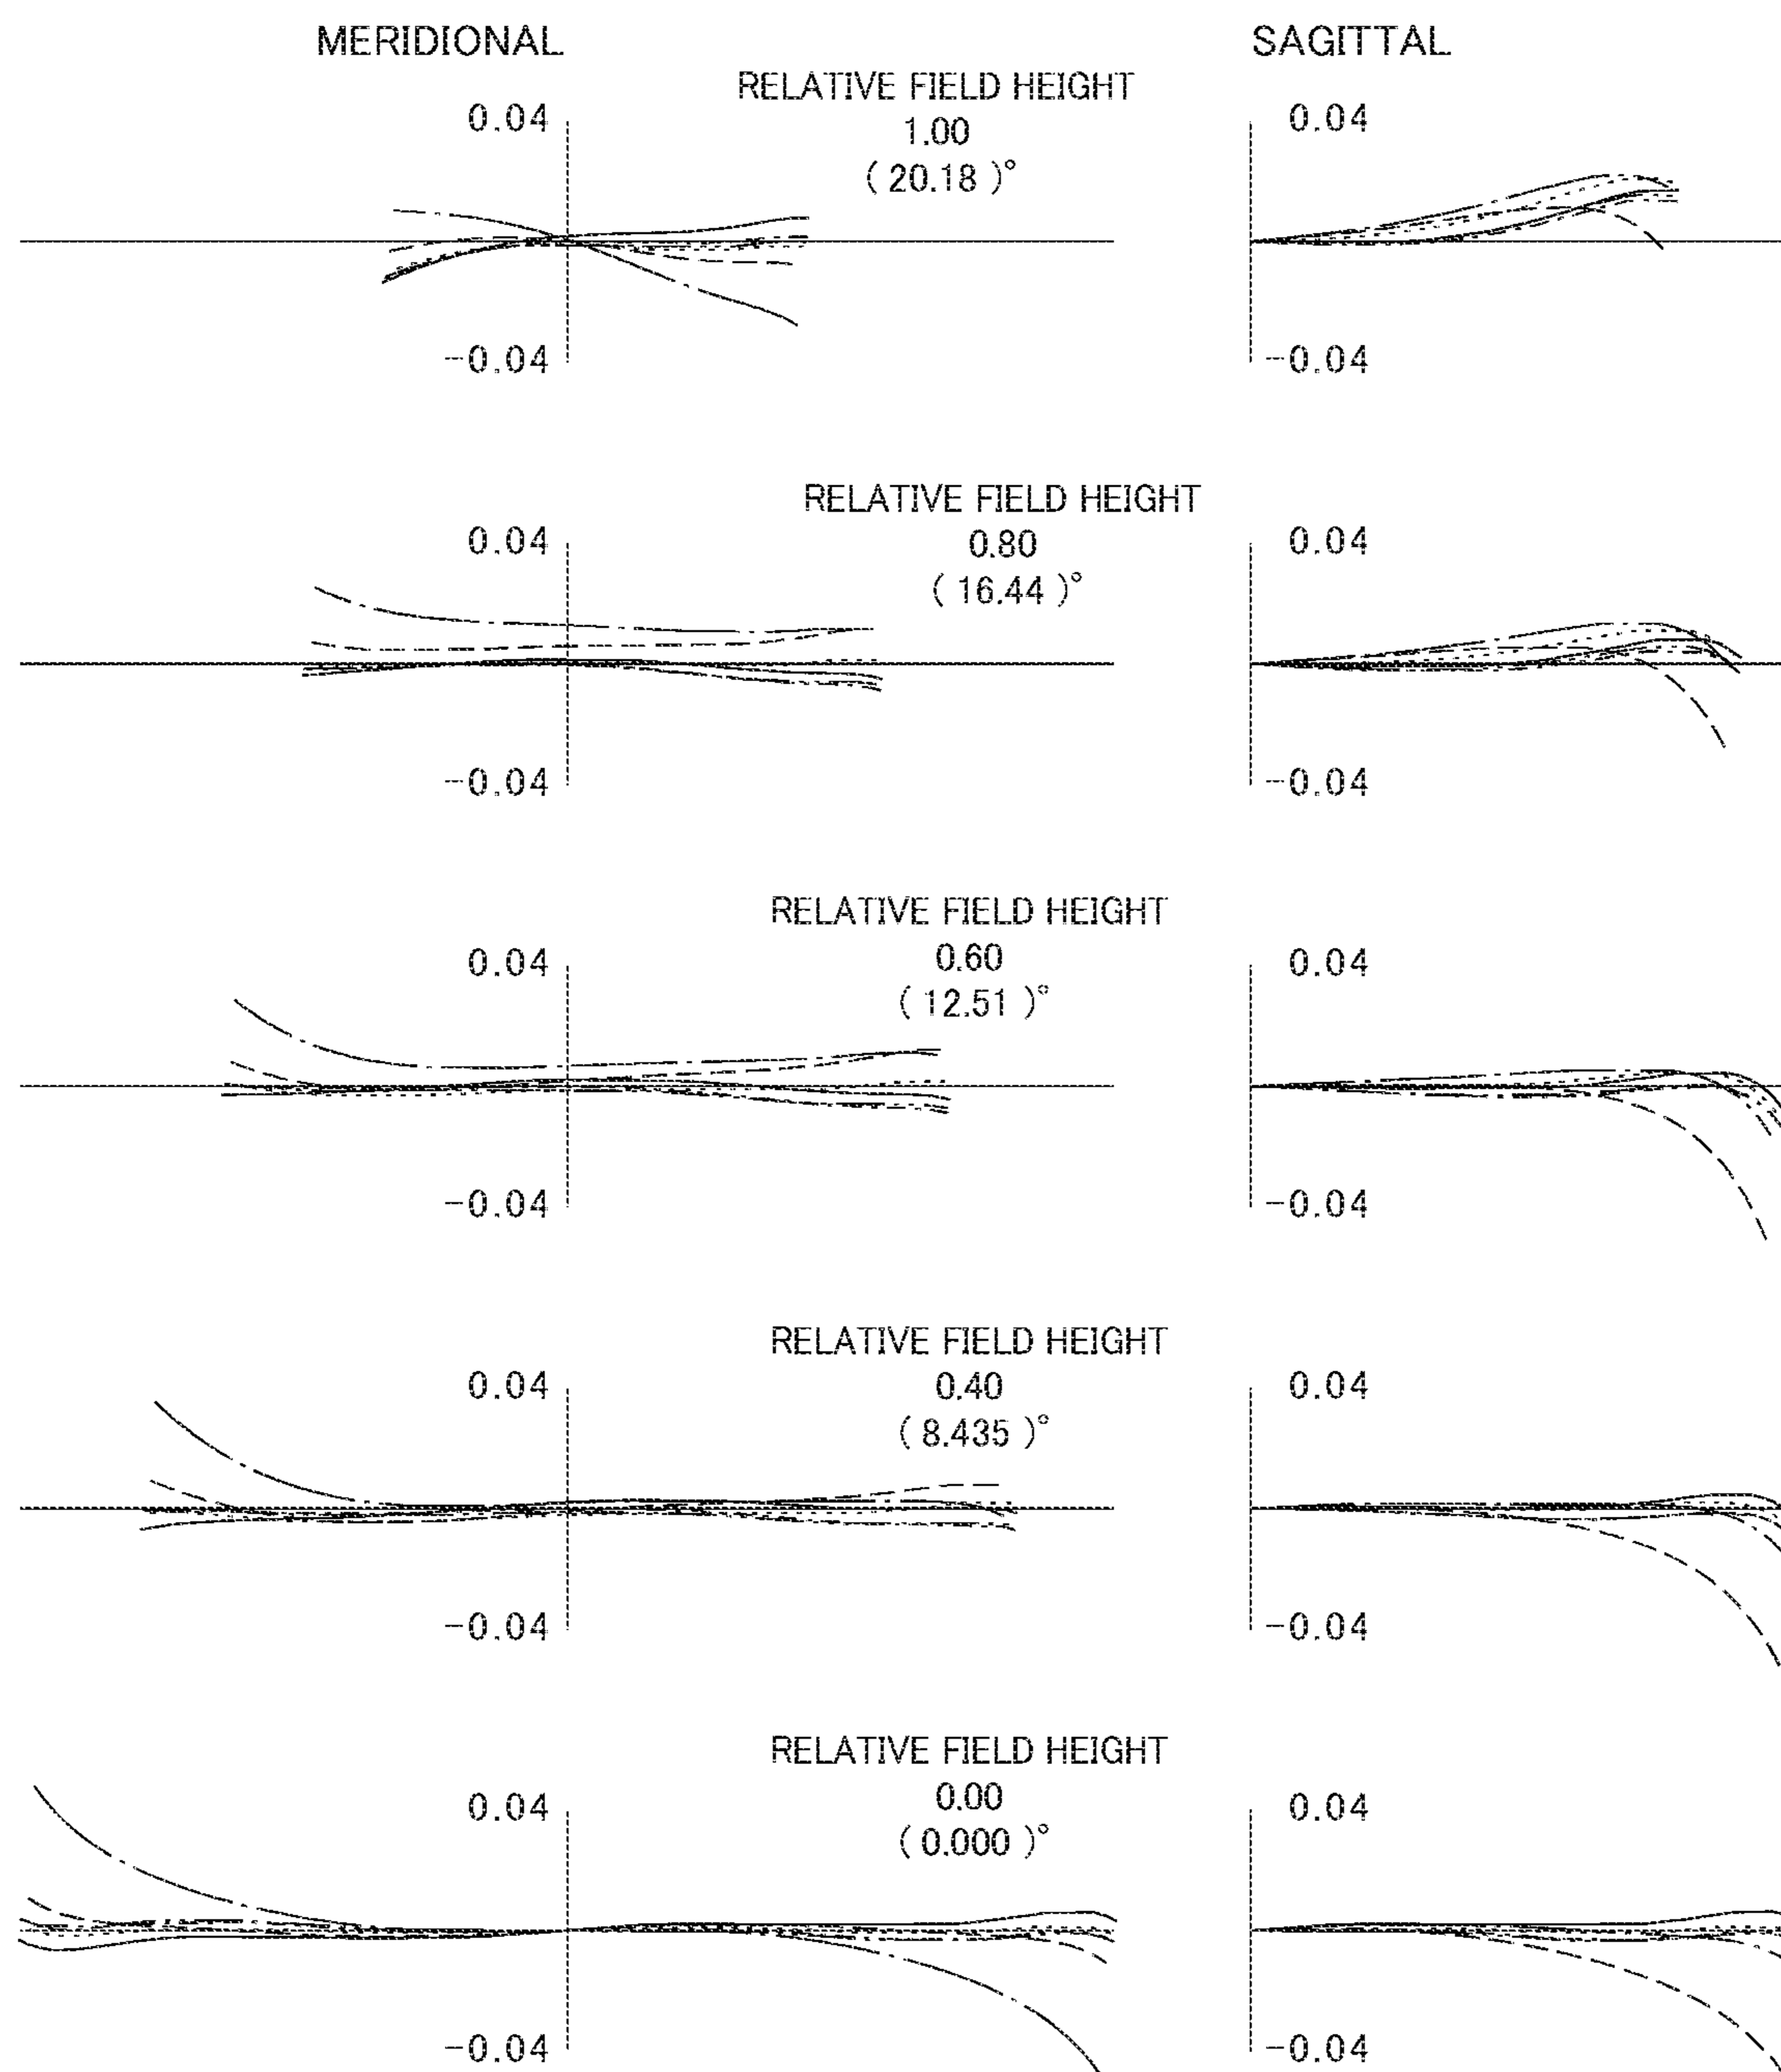 MERIDIONAL
SAGITTAL
RELATIVE FIELD HEIGHT
1.00
( 20.18 )°
0.04
0.04
-0.04
-0.04
RELATIVE FIELD HEIGHT
0.80
( 16.44 )°
0.04
0.04
-0.04
-0.04
RELATIVE FIELD HEIGHT
0.60
( 12.51 )°
0.04
0.04
-0.04
-0.04
RELATIVE FIELD HEIGHT
0.40
( 8.435 )°
0.04
0.04
-0.04
-0.04
RELATIVE FIELD HEIGHT
0.00
( 0.000 )°
0.04
0.04
-0.04
-0.04